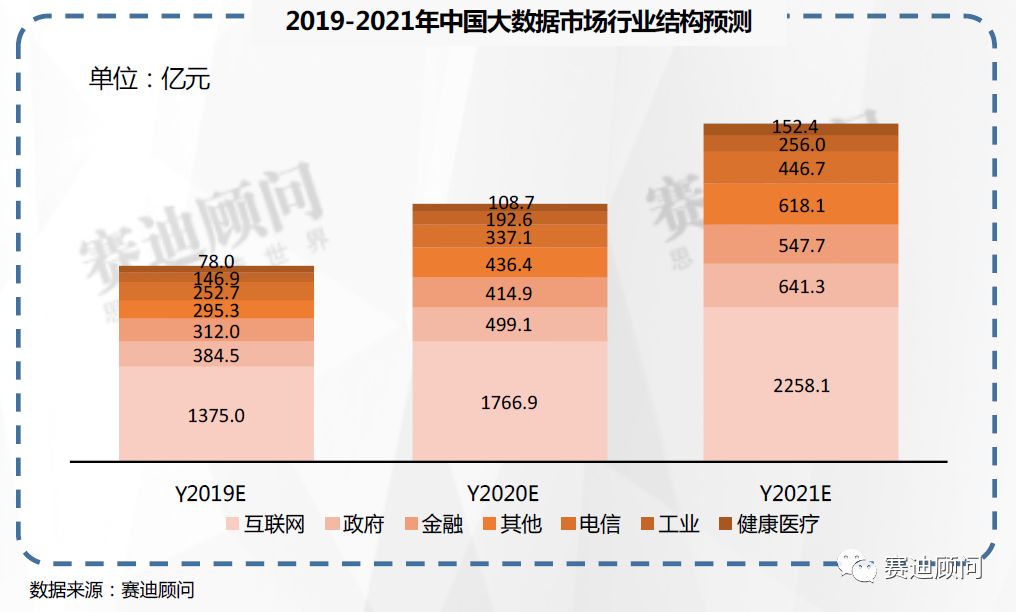 2019-2021年中国大数据市场行业结构预测
单位：亿元
152.4
256.0
446.7
618.1
547.7
641.3
2258.1
108.7
192.6
337.1
436.4
414.9
499.1
1766.9
78.0
146.9
252.7
295.3
312.0
384.5
1375.0
赛迪顾问
世界
赛
思
问
Y2019E Y2020E Y2021E
互联网 政府 金融 其他 电信 工业 健康医疗
赛迪顾问
数据来源：赛迪顾问